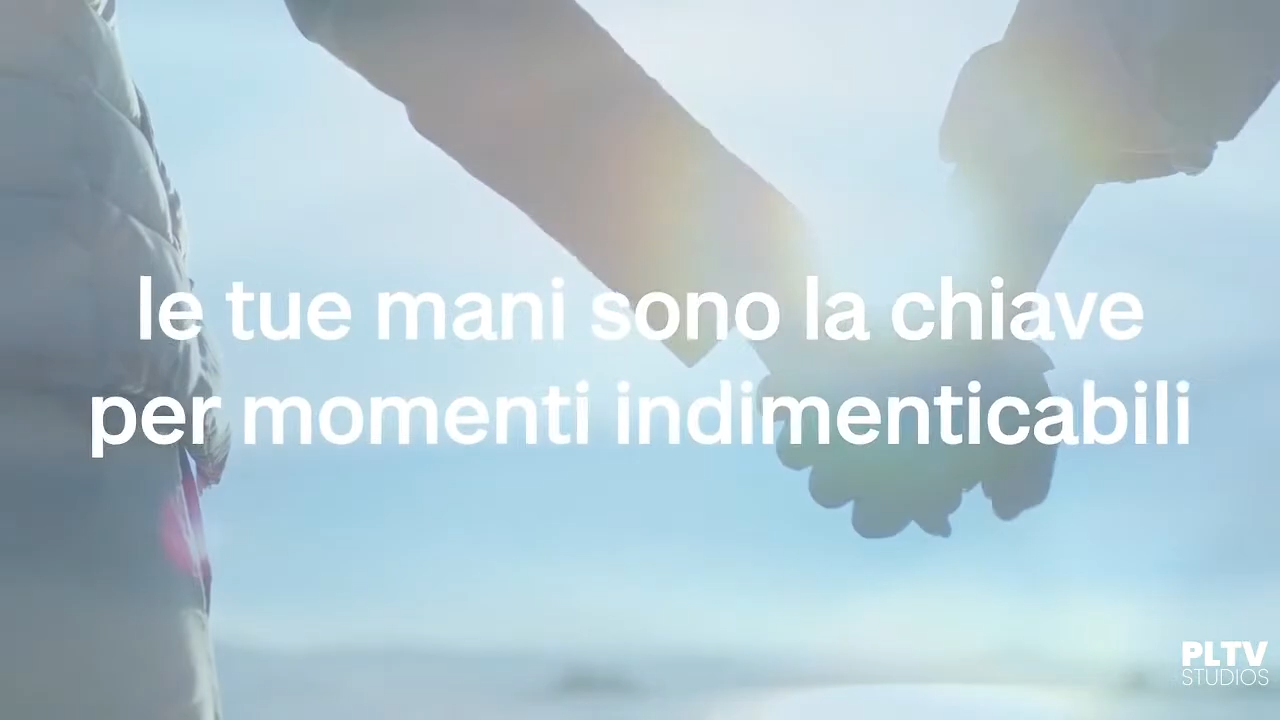 le tue mani sono la chiave
per momenti indimenticabili
PLTV
STUDIOS